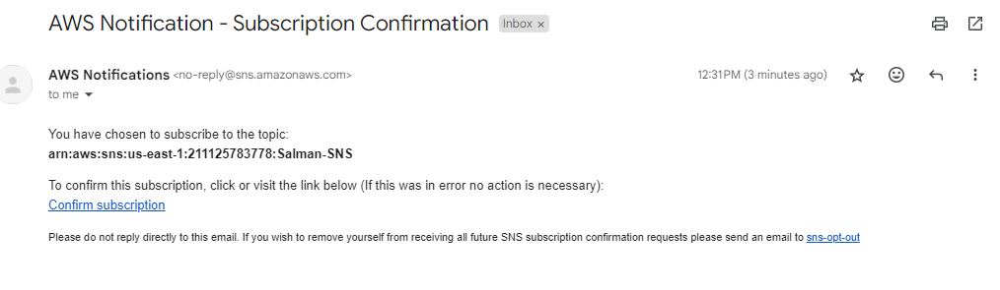 AWS Notification - Subscription Confirmation Inbox ×
AWS Notifications <no-reply@sns.amazonaws.com> 12:31 PM (3 minutes ago)
to me
You have chosen to subscribe to the topic:
arn:aws:sns:us-east-1:211125783778:Salman-SNS
To confirm this subscription, click or visit the link below (If this was in error no action is necessary):
Confirm subscription
Please do not reply directly to this email. If you wish to remove yourself from receiving all future SNS subscription confirmation requests please send an email to sns-opt-out